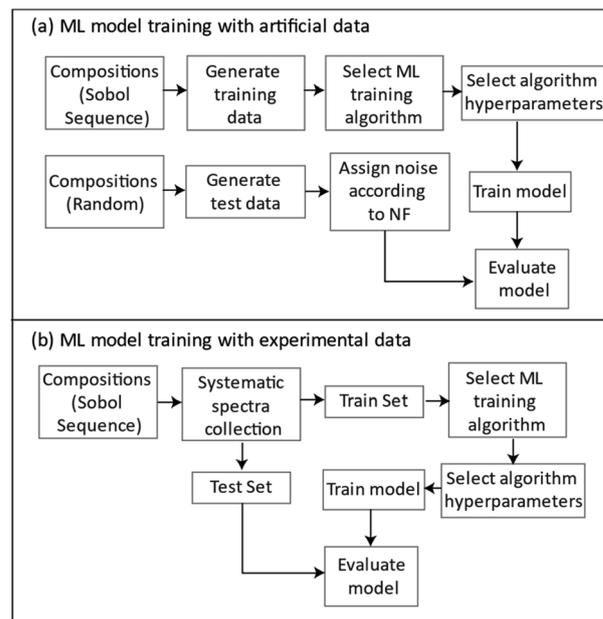 (a) ML model training with artificial data
Compositions
(Sobol
Sequence)
Generate
training
data
Select ML
training
algorithm
Select algorithm
hyperparameters
Compositions
(Random)
Generate
test data
Assign noise
according
to NF
Train model
Evaluate
model
(b) ML model training with experimental data
Compositions
(Sobol
Sequence)
Systematic
spectra
collection
Train Set
Select ML
training
algorithm
Test Set
Train model
Select algorithm
hyperparameters
Evaluate
model